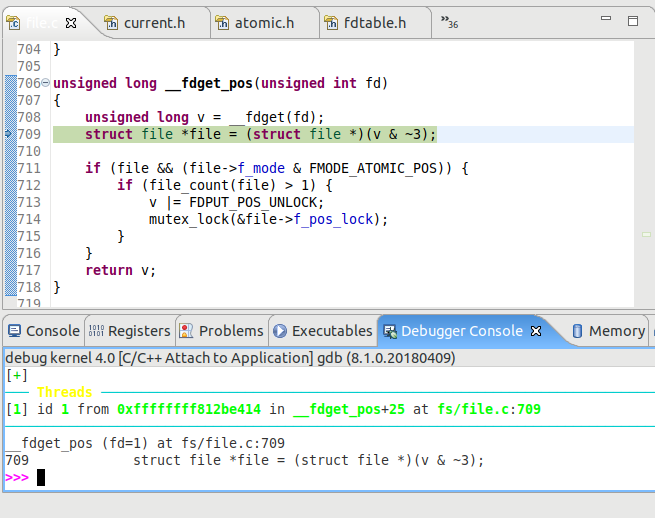 file.c current.h atomic.h fdtable.h »36
704 }
705
706 unsigned long __fdget_pos(unsigned int fd)
707 {
708 unsigned long v = __fdget(fd);
709 struct file *file = (struct file *)(v & ~3);
710
711 if (file && (file->f_mode & FMODE_ATOMIC_POS)) {
712 if (file_count(file) > 1) {
713 v |= FDPUT_POS_UNLOCK;
714 mutex_lock(&file->f_pos_lock);
715 }
716 }
717 return v;
718 }
719
Console Registers Problems Executables Debugger Console Memory
debug kernel 4.0 [C/C++ Attach to Application] gdb (8.1.0.20180409)
[+]
Threads
[1] id 1 from 0xffffffff812be414 in __fdget_pos+25 at fs/file.c:709
__fdget_pos (fd=1) at fs/file.c:709
709 struct file *file = (struct file *)(v & ~3);
>>>